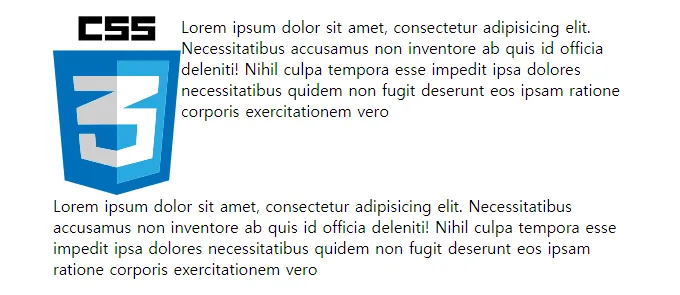 CSS
Lorem ipsum dolor sit amet, consectetur adipisicing elit.
Necessitatibus accusamus non inventore ab quis id officia
deleniti! Nihil culpa tempora esse impedit ipsa dolores
necessitatibus quidem non fugit deserunt eos ipsam ratione
corporis exercitationem vero
3
Lorem ipsum dolor sit amet, consectetur adipisicing elit. Necessitatibus
accusamus non inventore ab quis id officia deleniti! Nihil culpa tempora esse
impedit ipsa dolores necessitatibus quidem non fugit deserunt eos ipsam
ratione corporis exercitationem vero